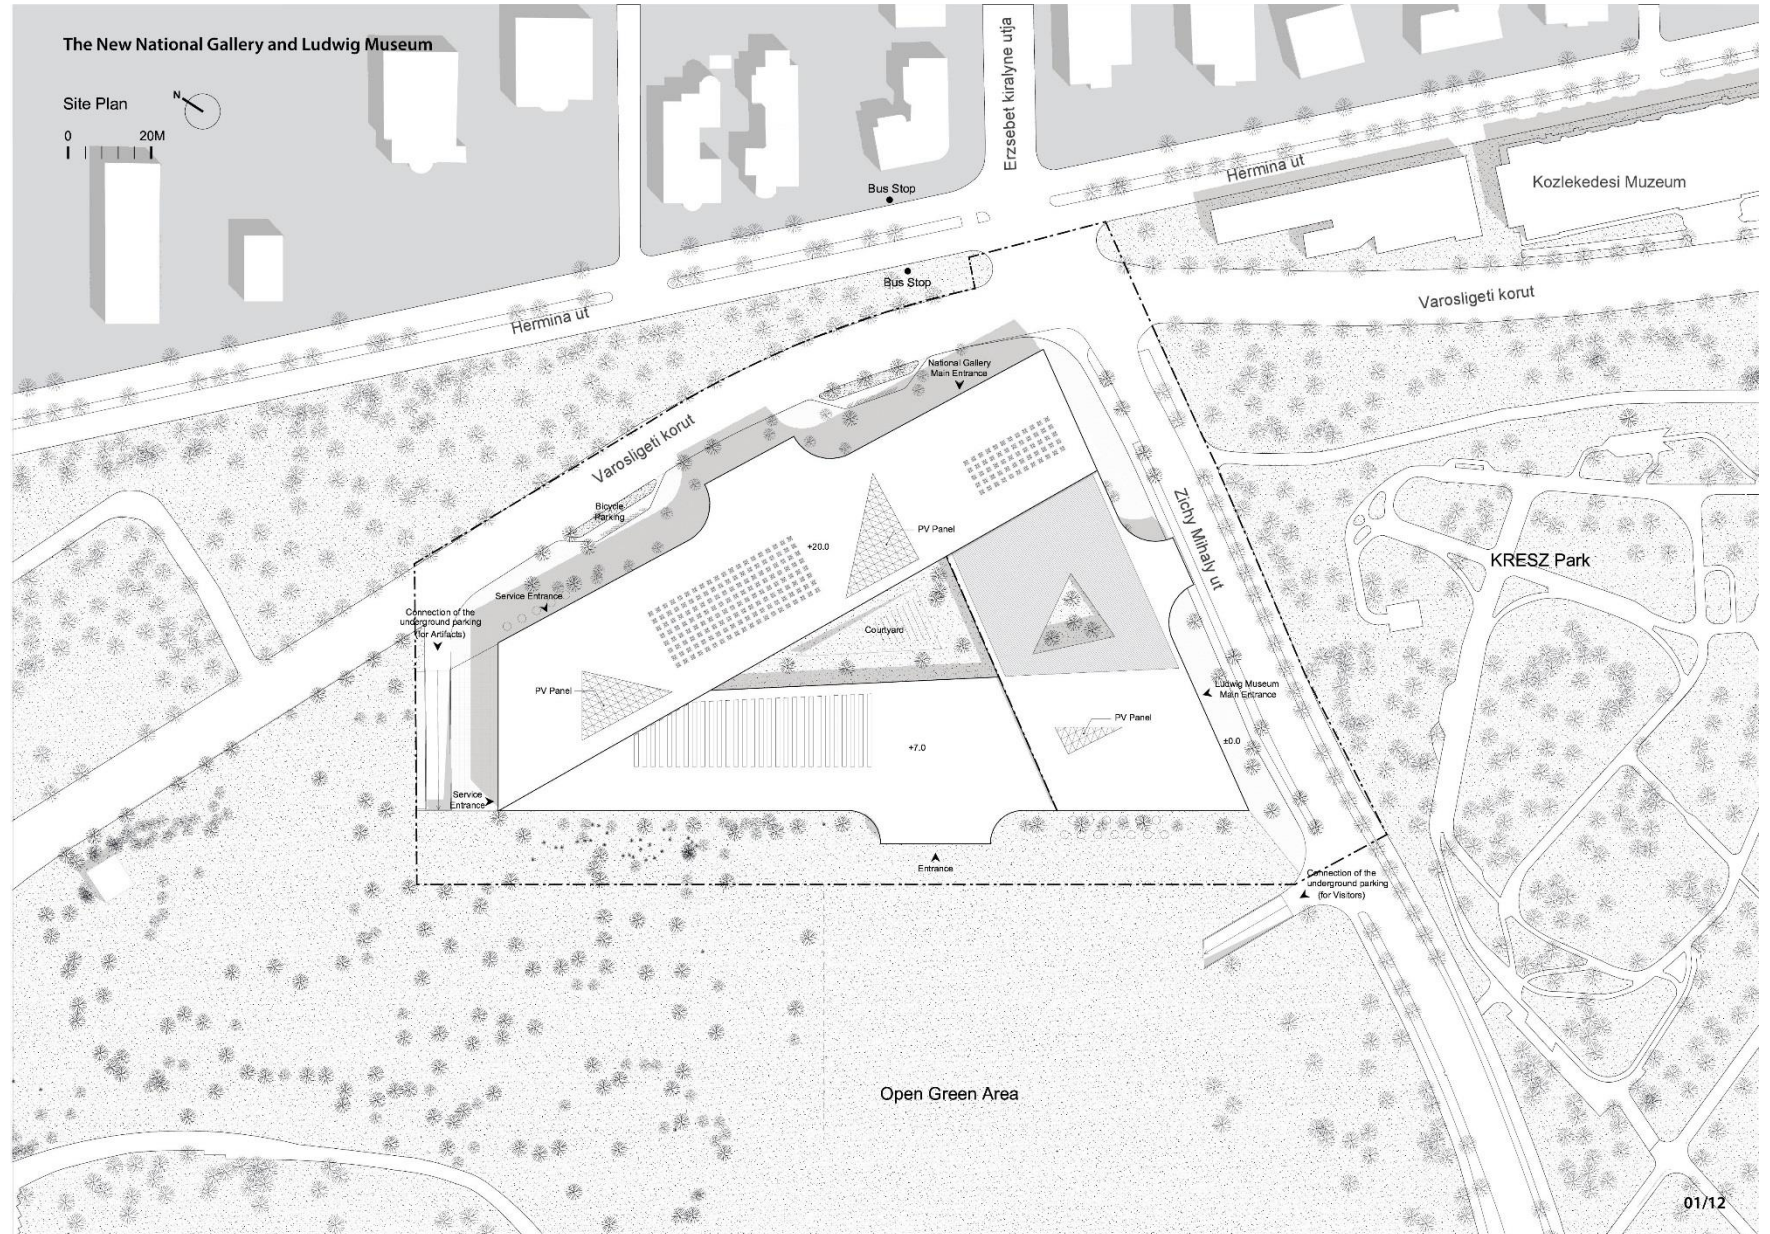 The New National Gallery and Ludwig Museum
Site Plan
N
0 20M
Erzsebet kiralyne utja
Bus Stop
Hermina ut
Kozlekedesi Muzeum
Bus Stop
Varosligeti korut
Hermina ut
National Gallery
Main Entrance
Varosligeti korut
Bicycle
Parking
Zichy Mihaly ut
PV Panel
+20.0
KRESZ Park
Service Entrance
Connection of the
underground parking
(for Artifacts)
Courtyard
PV Panel
Ludwig Museum
Main Entrance
PV Panel
+7.0
±0.0
Service
Entrance
Entrance
Connection of the
underground parking
(for Visitors)
Open Green Area
01/12